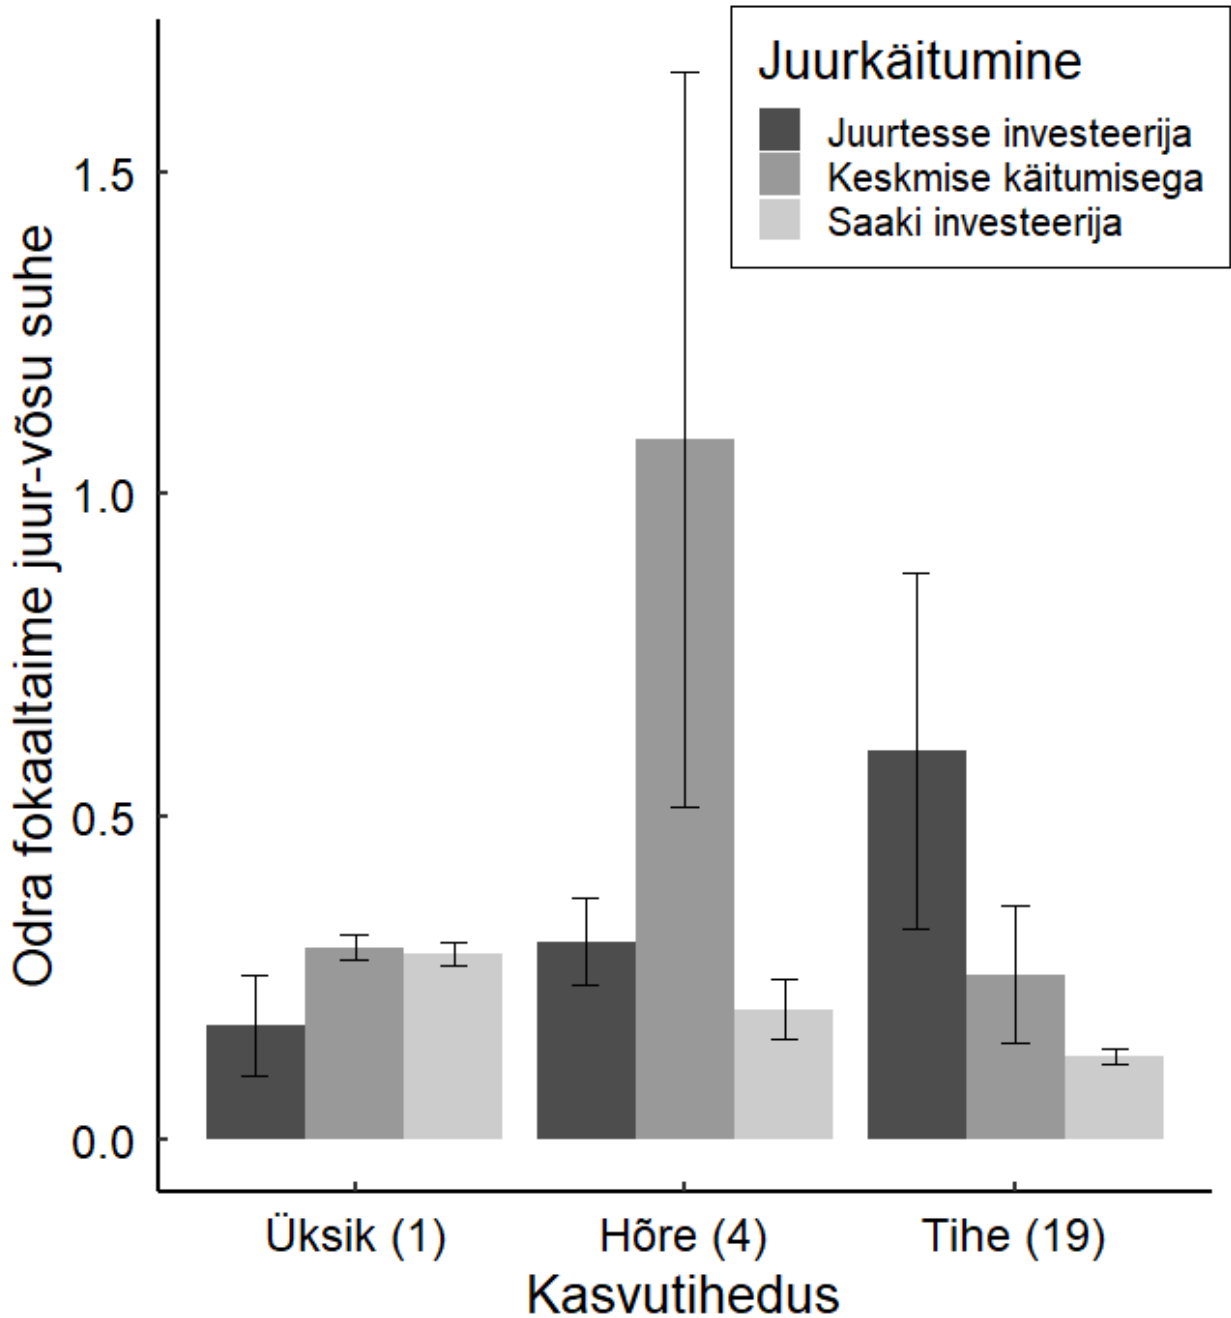 Juurkäitumine
Juurtesse investeerija
Keskmise käitumisega
Saaki investeerija
Odra fokaaltaime juur-võsu suhe
1.5
1.0
0.5
0.0
Üksik (1)
Hõre (4)
Tihe (19)
Kasvutihedus